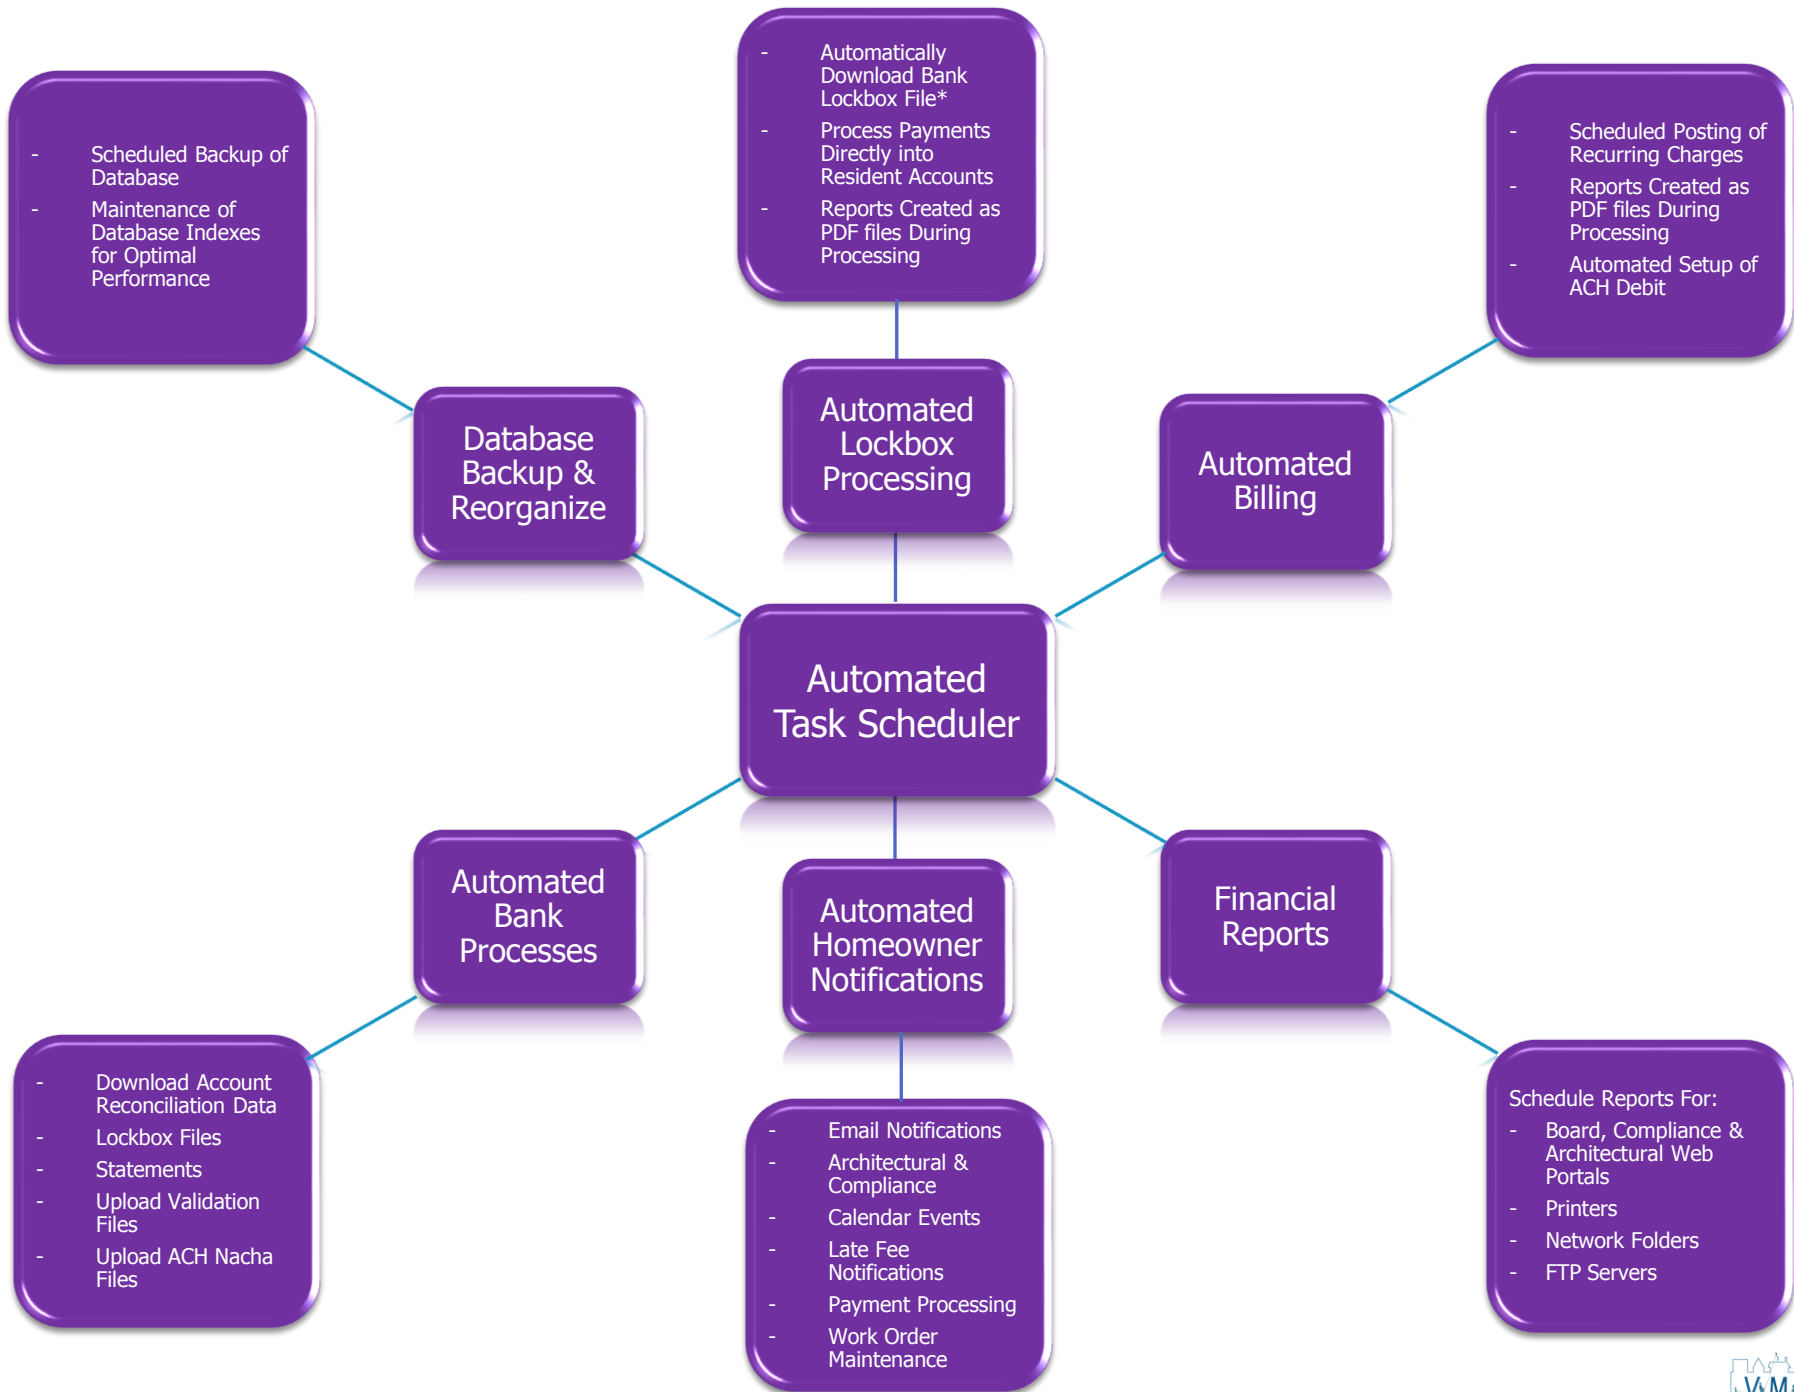 - Automatically
Download Bank
Lockbox File*
- Process Payments
Directly into
Resident Accounts
- Reports Created as
PDF files During
Processing
- Scheduled Backup of
Database
- Maintenance of
Database Indexes
for Optimal
Performance
- Scheduled Posting of
Recurring Charges
- Reports Created as
PDF files During
Processing
- Automated Setup of
ACH Debit
Database
Backup &
Reorganize
Automated
Lockbox
Processing
Automated
Billing
Automated
Task Scheduler
Automated
Bank
Processes
Automated
Homeowner
Notifications
Financial
Reports
- Download Account
Reconciliation Data
- Lockbox Files
- Statements
- Upload Validation
Files
- Upload ACH Nacha
Files
- Email Notifications
- Architectural &
Compliance
- Calendar Events
- Late Fee
Notifications
- Payment Processing
- Work Order
Maintenance
Schedule Reports For:
- Board, Compliance &
Architectural Web
Portals
- Printers
- Network Folders
- FTP Servers